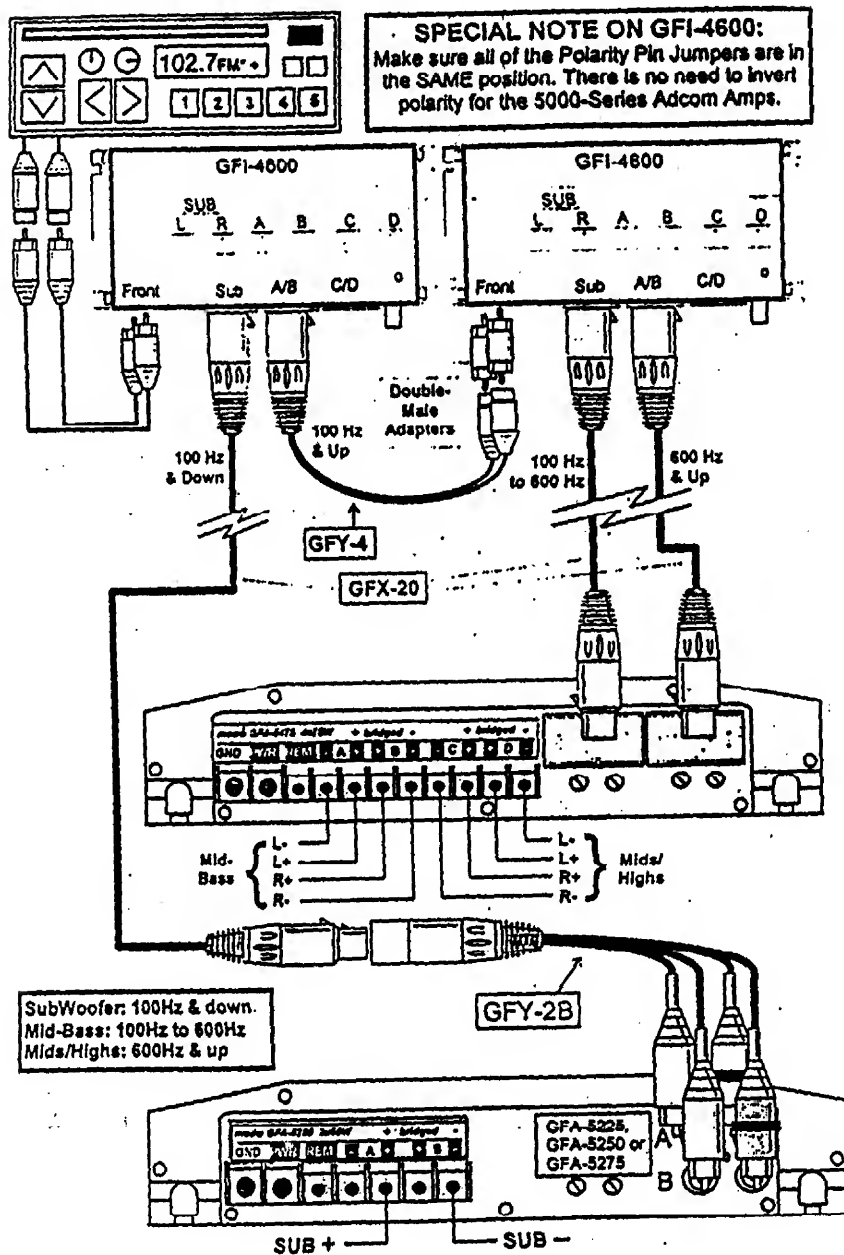 102.7FM +
1 2 3 4 5
SPECIAL NOTE ON GFI-4600:
Make sure all of the Polarity Pin Jumpers are in
the SAME position. There is no need to invert
polarity for the 5000-Series Adcom Amps.
GFI-4600
SUB
L R A B C D
Front Sub A/B C/D
GFI-4600
SUB
L R A B C D
Front Sub A/B C/D
Double-
Male
Adapters
100 Hz
& Down
100 Hz
& Up
100 Hz
to 600 Hz
600 Hz
& Up
GFY-4
GFX-20
bridged bridged
GND PWR REM - A + + B - - C + + D -
Mid-
Bass
L-
L+
R+
R-
L-
L+
R+
R-
Mids/
Highs
GFY-2B
SubWoofer: 100Hz & down.
Mid-Bass: 100Hz to 600Hz
Mids/Highs: 600Hz & up
bridged
GND PWR REM - A + + B -
GFA-5225,
GFA-5250 or
GFA-5275
A
B
SUB +
SUB -